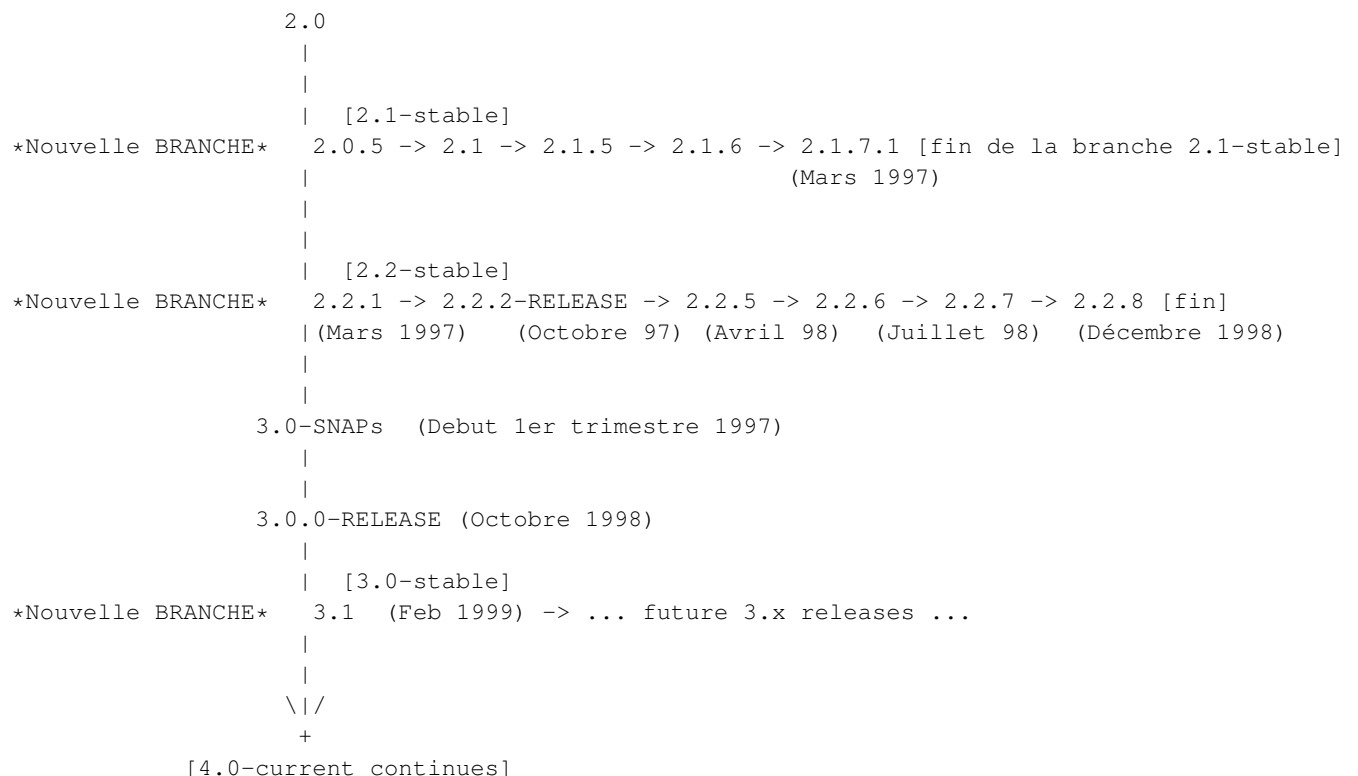 2.0
|
|
| [2.1-stable]
*Nouvelle BRANCHE* 2.0.5 -> 2.1 -> 2.1.5 -> 2.1.6 -> 2.1.7.1 [fin de la branche 2.1-stable]
| (Mars 1997)
|
|
| [2.2-stable]
*Nouvelle BRANCHE* 2.2.1 -> 2.2.2-RELEASE -> 2.2.5 -> 2.2.6 -> 2.2.7 -> 2.2.8 [fin]
|(Mars 1997) (Octobre 97) (Avril 98) (Juillet 98) (Décembre 1998)
|
|
3.0-SNAPs (Debut 1er trimestre 1997)
|
|
3.0.0-RELEASE (Octobre 1998)
|
| [3.0-stable]
*Nouvelle BRANCHE* 3.1 (Feb 1999) -> ... future 3.x releases ...
|
|
\|/
+
[4.0-current continues]